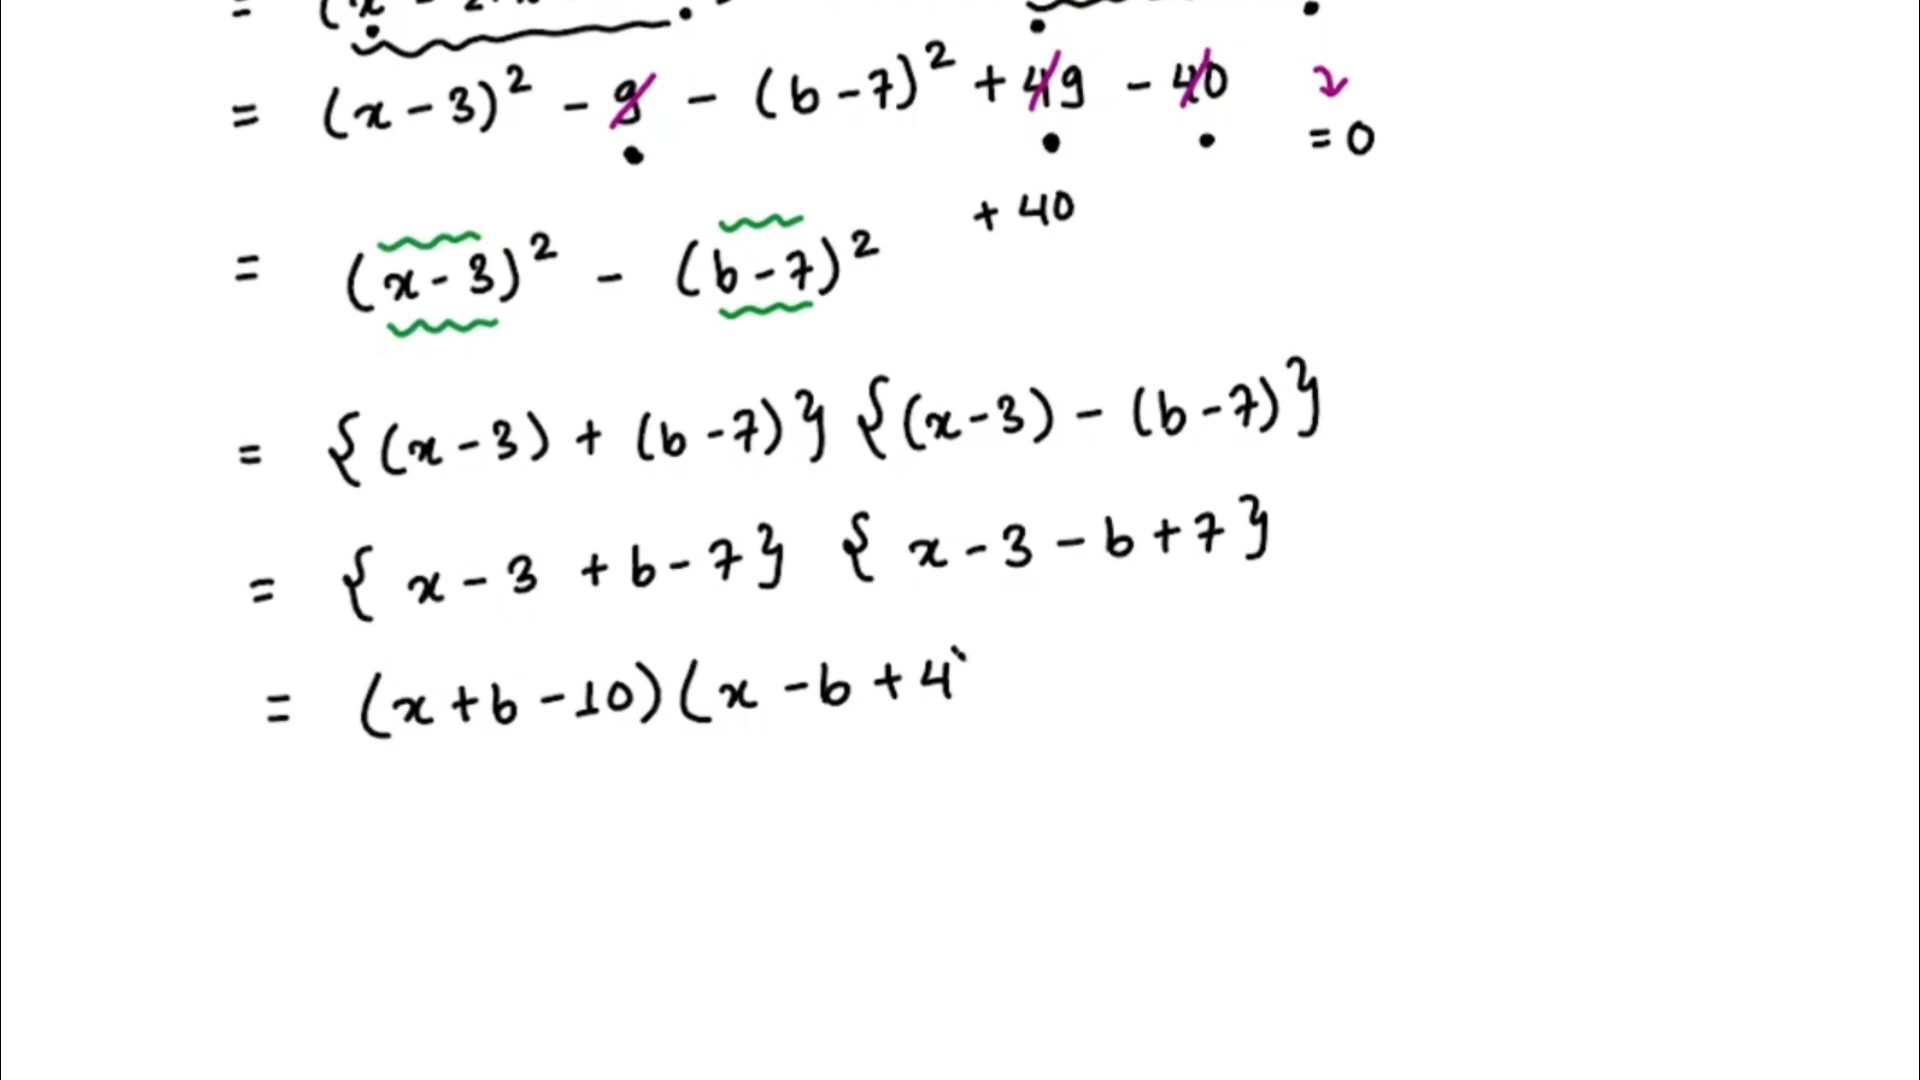 = (x - 2·x
= (x-3)² - 9 - (b-7)² + 49 - 40
= 0
+ 40
= (x-3)² - (b-7)²
= {(x-3) + (b-7)} {(x-3) - (b-7)}
= { x-3 + b-7} { x-3-b+7}
= (x+b-10)(x-b+4